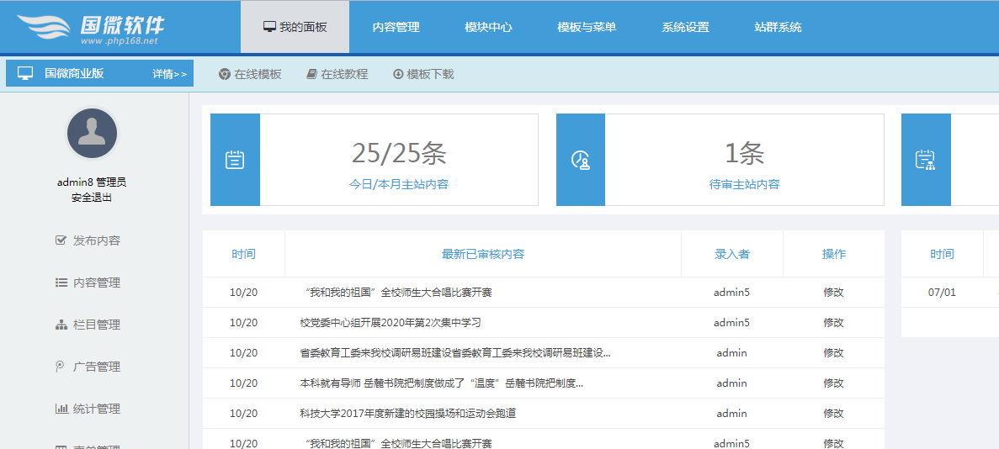 国微软件
www.php168.net
我的面板
内容管理
模块中心
模板与菜单
系统设置
站群系统
国微商业版
详情>>
在线模板
在线教程
模板下载
admin8 管理员
安全退出
发布内容
内容管理
栏目管理
广告管理
统计管理
25/25条
今日/本月主站内容
1条
待审主站内容
时间 最新已审核内容 录入者 操作
10/20 “我和我的祖国”全校师生大合唱比赛开赛 admin5 修改
10/20 校党委中心组开展2020年第2次集中学习 admin5 修改
10/20 省委教育工委来我校调研易班建设省委教育工委来我校调研易班建设... admin 修改
10/20 本科就有导师 岳麓书院把制度做成了“温度”岳麓书院把制度... admin 修改
10/20 科技大学2017年度新建的校园操场和运动会跑道 admin 修改
10/20 “我和我的祖国”全校师生大合唱比赛开赛 admin5 修改
时间
07/01